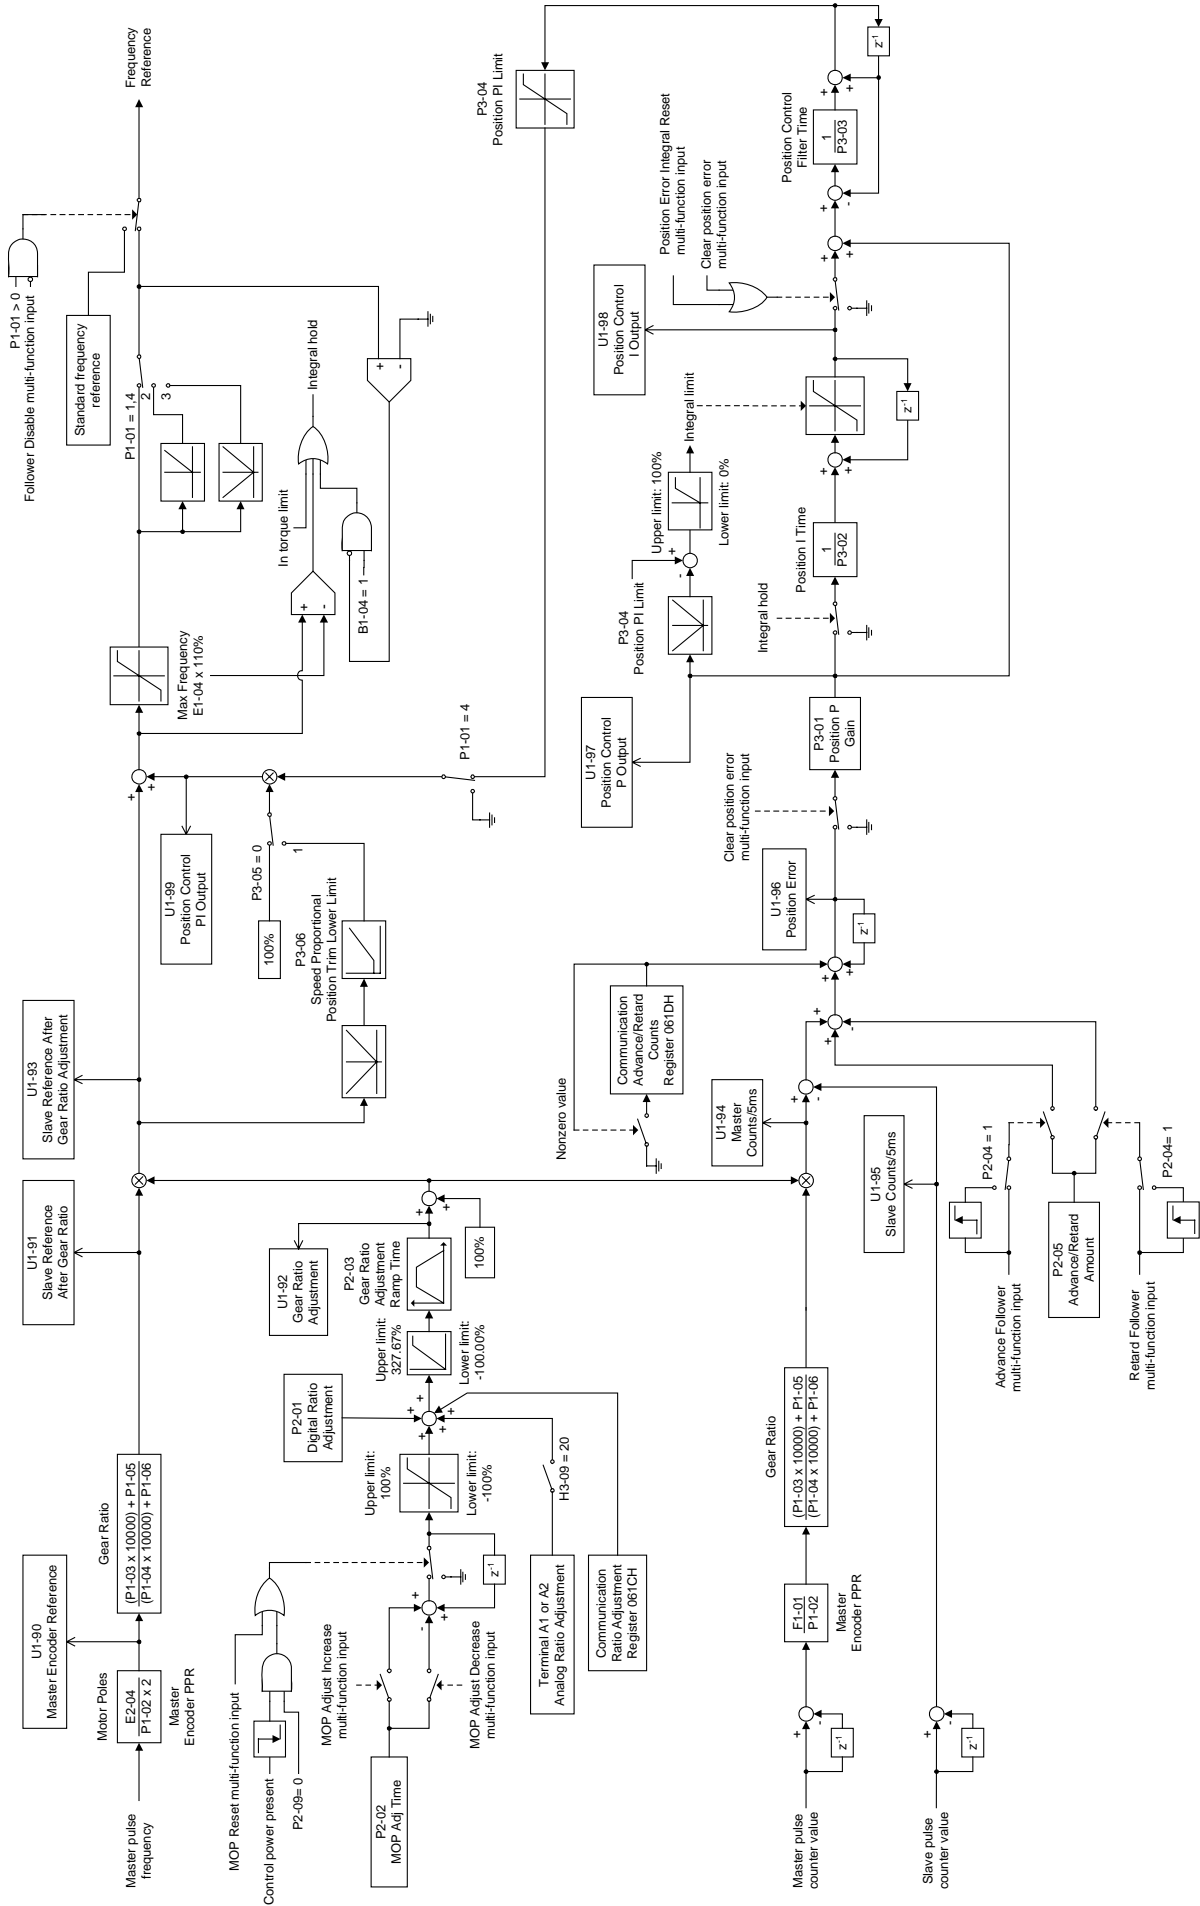 Master pulse
frequency
Motor Poles
E2-04
P1-02 x 2
Master
Encoder PPR
U1-90
Master Encoder Reference
Gear Ratio
(P1-03 x 10000) + P1-05
(P1-04 x 10000) + P1-06
U1-91
Slave Reference
After Gear Ratio
U1-93
Slave Reference After
Gear Ratio Adjustment
U1-99
Position Control
PI Output
+
+
Max Frequency
E1-04 x 110%
P1-01 = 1,4
2
3
Standard frequency
reference
P1-01 > 0
Follower Disable multi-function input
Frequency
Reference
100%
P3-05 = 0
1
P3-06
Speed Proportional
Position Trim Lower Limit
P1-01 = 4
+
-
In torque limit
Integral hold
B1-04 = 1
+
-
P3-04
Position PI Limit
MOP Reset multi-function input
Control power present
P2-09= 0
P2-02
MOP Adj Time
MOP Adjust Increase
multi-function input
MOP Adjust Decrease
multi-function input
+
-
+
z-1
Upper limit:
100%
Lower limit:
-100%
P2-01
Digital Ratio
Adjustment
+
+
+
+
Terminal A1 or A2
Analog Ratio Adjustment
H3-09 = 20
Communication
Ratio Adjustment
Register 061CH
Upper limit:
327.67%
Lower limit:
-100.00%
P2-03
Gear Ratio
Adjustment
Ramp Time
U1-92
Gear Ratio
Adjustment
+
+
100%
Master pulse
counter value
+
-
z-1
F1-01
P1-02
Master
Encoder PPR
Gear Ratio
(P1-03 x 10000) + P1-05
(P1-04 x 10000) + P1-06
U1-94
Master
Counts/5ms
Slave pulse
counter value
+
-
z-1
U1-95
Slave Counts/5ms
+
-
Advance Follower
multi-function input
P2-04 = 1
P2-05
Advance/Retard
Amount
Retard Follower
multi-function input
P2-04= 1
+
+
-
Nonzero value
Communication
Advance/Retard
Counts
Register 061DH
+
+
+
z-1
U1-96
Position Error
Clear position error
multi-function input
P3-01
Position P
Gain
U1-97
Position Control
P Output
P3-04
Position PI Limit
-
+
Upper limit: 100%
Lower limit: 0%
Integral limit
Integral hold
Position I Time
1
P3-02
+
+
z-1
U1-98
Position Control
I Output
Position Error Integral Reset
multi-function input
Clear position error
multi-function input
+
+
+
-
Position Control
Filter Time
1
P3-03
+
+
z-1